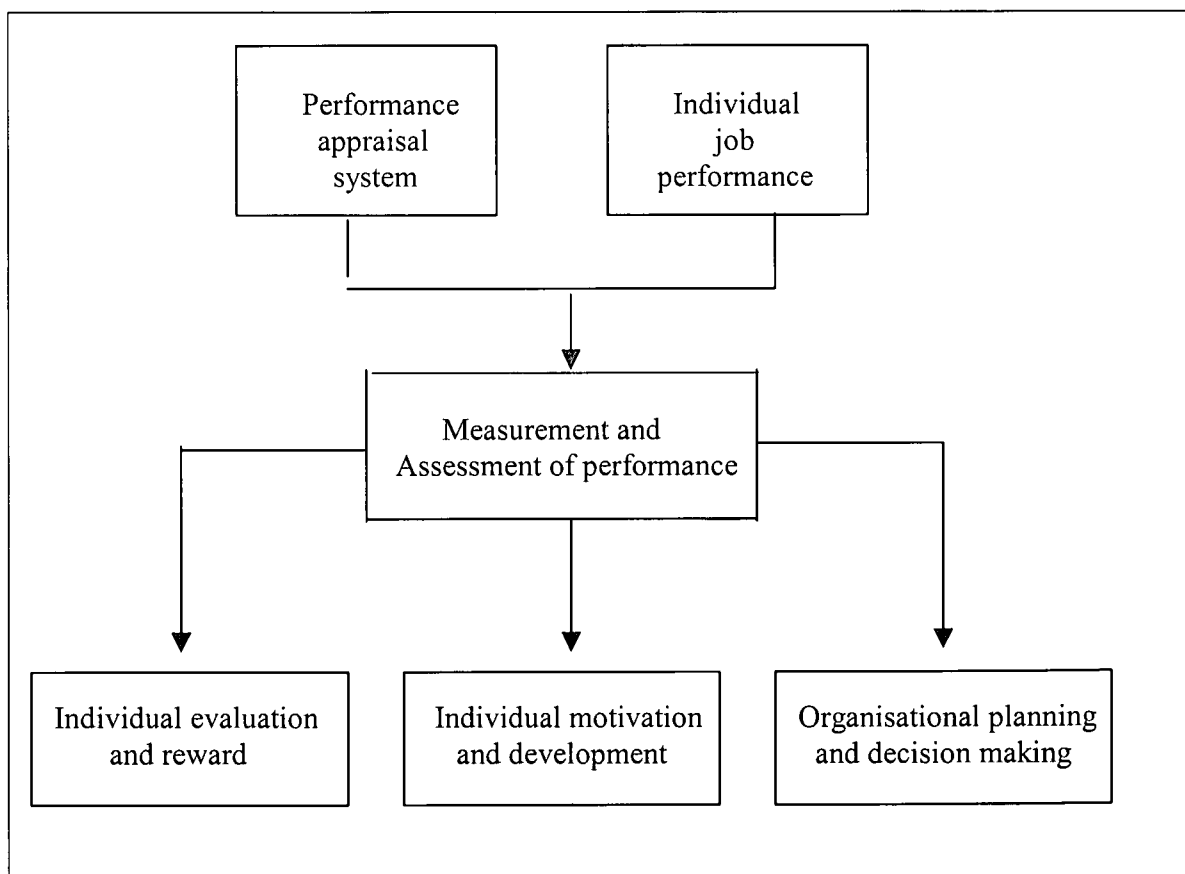 Performance
appraisal
system
Individual
job
performance
Measurement and
Assessment of performance
Individual evaluation
and reward
Individual motivation
and development
Organisational planning
and decision making